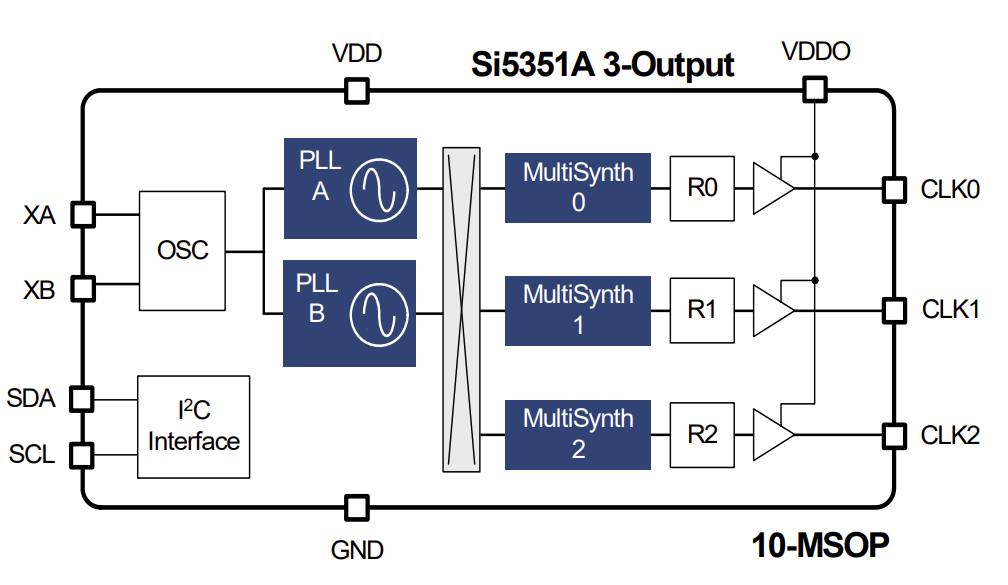 VDD
Si5351A 3-Output
VDDO
XA
XB
OSC
PLL
A
PLL
B
MultiSynth
0
R0
CLK0
MultiSynth
1
R1
CLK1
MultiSynth
2
R2
CLK2
SDA
SCL
I²C
Interface
GND
10-MSOP